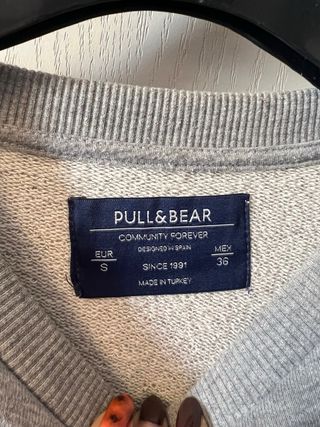 PULL&BEAR
COMMUNITY FOREVER
DESIGNED IN SPAIN
EUR
S
MEX
36
SINCE 1991
MADE IN TURKEY